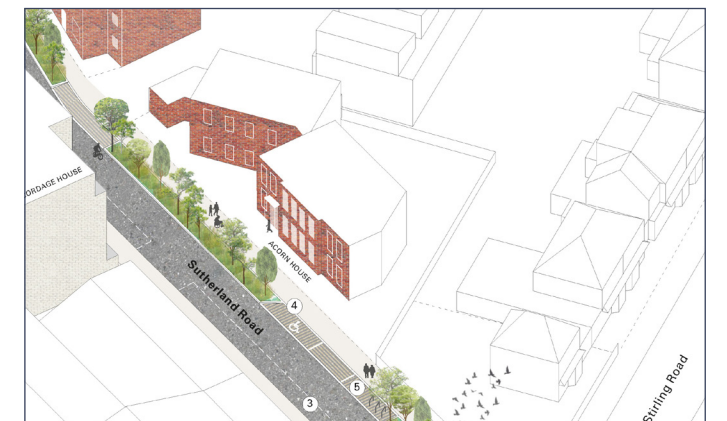 ORDAGE HOUSE
ACORN HOUSE
Sutherland Road
4
5
3
Stirling Road